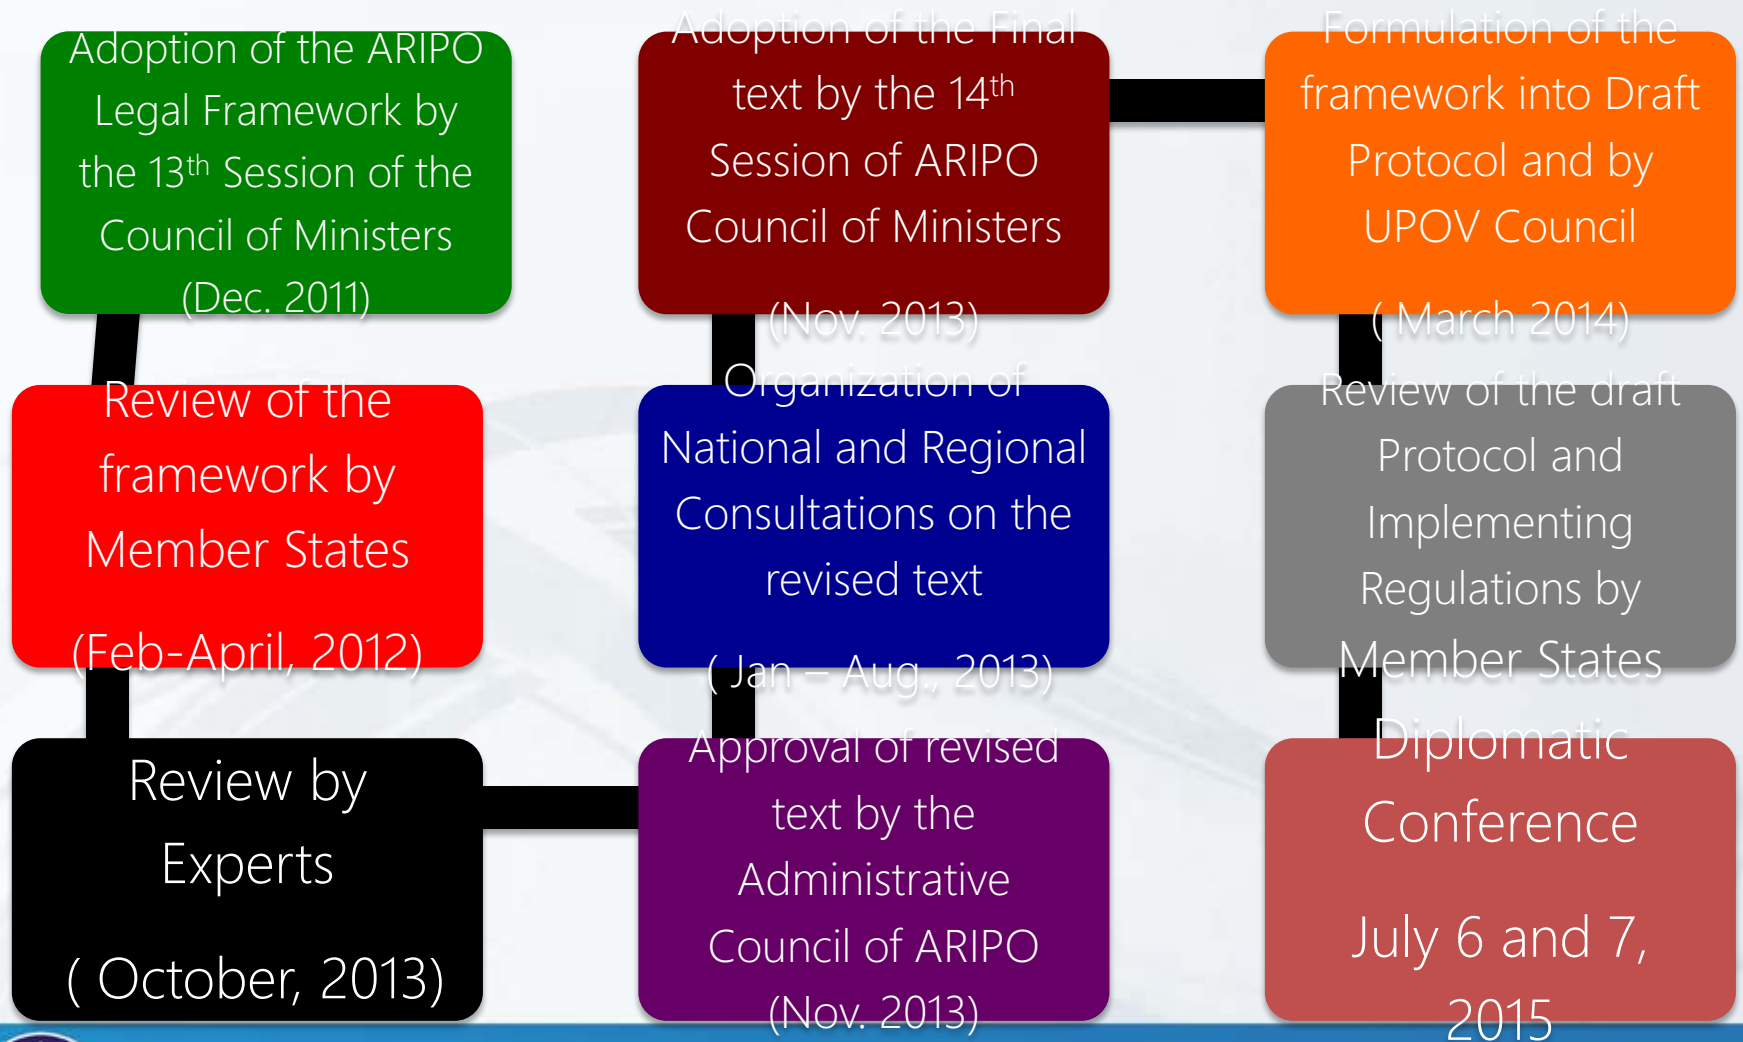 Adoption of the ARIPO
Legal Framework by
the 13th Session of the
Council of Ministers
(Dec. 2011)
Review of the
framework by
Member States
(Feb-April, 2012)
Review by
Experts
( October, 2013)
Approval of revised
text by the
Administrative
Council of ARIPO
(Nov. 2013)
Organization of
National and Regional
Consultations on the
revised text
( Jan – Aug., 2013)
Adoption of the Final
text by the 14th
Session of ARIPO
Council of Ministers
(Nov. 2013)
Formulation of the
framework into Draft
Protocol and by
UPOV Council
( March 2014)
Review of the draft
Protocol and
Implementing
Regulations by
Member States
Diplomatic
Conference
July 6 and 7,
2015